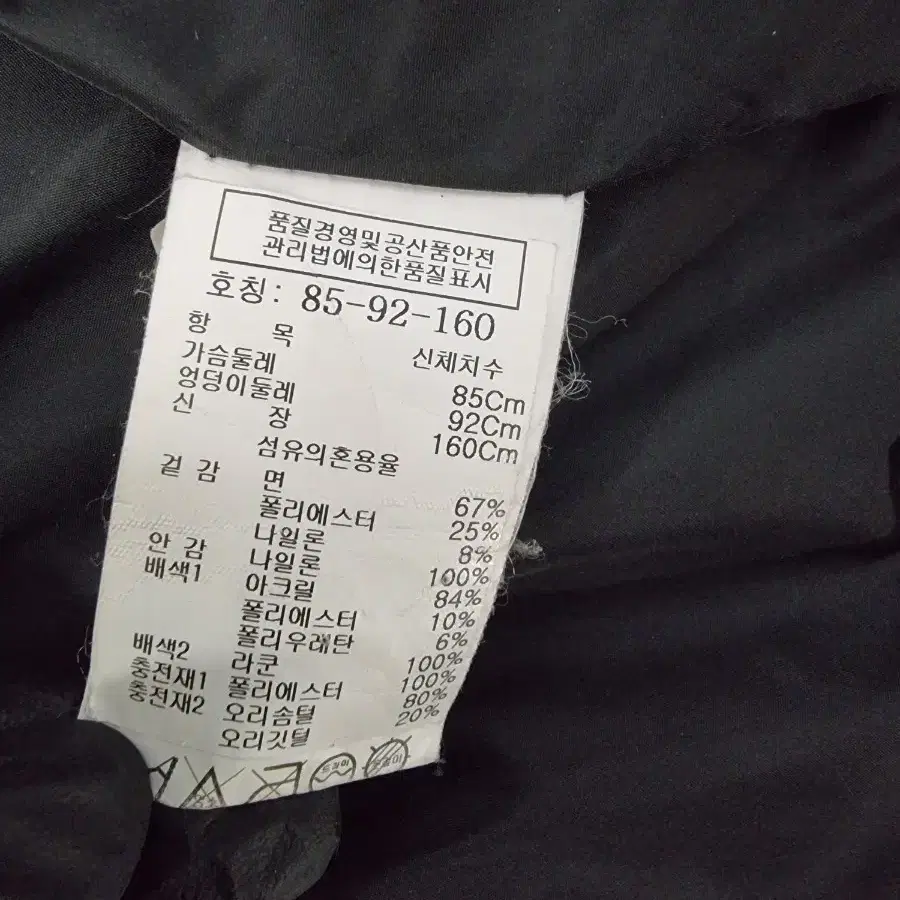 품질경영및공산품안전
관리법에의한품질표시
호칭: 85-92-160
항 목 신체치수
가슴둘레 85Cm
엉덩이둘레 92Cm
신 장 160Cm
섬유의혼용율
겉 감 면 67%
폴리에스터 25%
나일론 8%
안 감 나일론 100%
배색1 아크릴 84%
폴리에스터 10%
폴리우레탄 6%
배색2 라쿤 100%
충전재1 폴리에스터 100%
충전재2 오리솜털 80%
오리깃털 20%